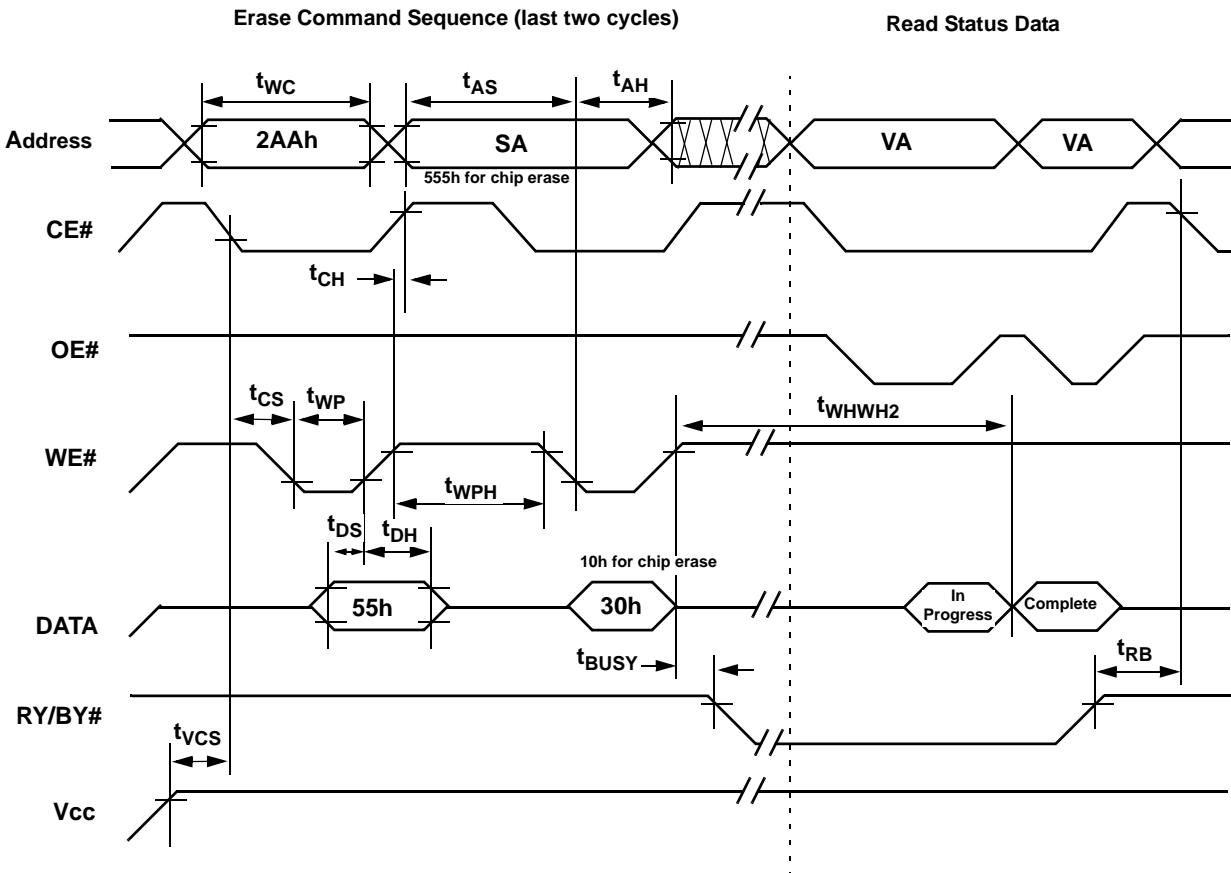 Erase Command Sequence (last two cycles)
Read Status Data
tWC
tAS
tAH
Address
2AAh
SA
VA
VA
555h for chip erase
CE#
tCH
OE#
tCS
tWP
tWHWH2
WE#
tWPH
tDS
tDH
10h for chip erase
DATA
55h
30h
In
Progress
Complete
tBUSY
tRB
RY/BY#
tVCS
Vcc